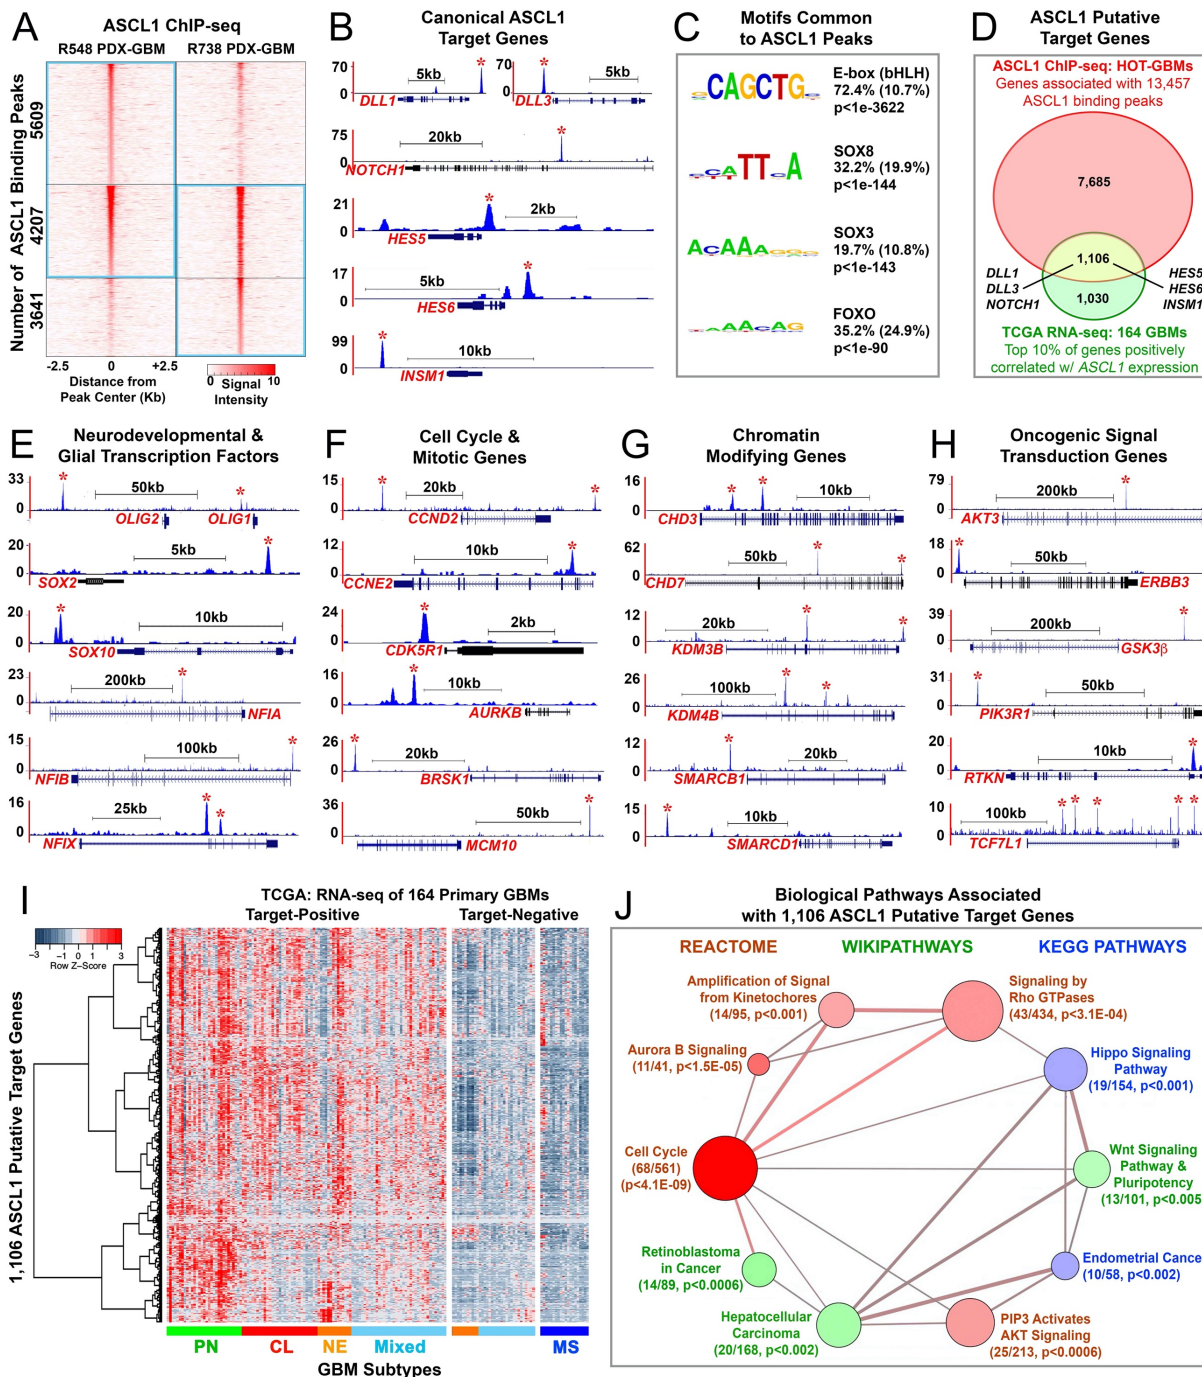 A
ASCL1 ChIP-seq
R548 PDX-GBM
R738 PDX-GBM
Number of ASCL1 Binding Peaks
5609
4207
3641
-2.5
0
+2.5
Distance from
Peak Center (Kb)
0
10
Signal
Intensity
B
Canonical ASCL1
Target Genes
70
0
5kb
*
DLL1
70
0
*
5kb
DLL3
75
0
20kb
*
NOTCH1
21
0
*
2kb
HES5
17
0
5kb
*
HES6
99
0
*
10kb
INSM1
C
Motifs Common
to ASCL1 Peaks
CAGCTG
E-box (bHLH)
72.4% (10.7%)
p<1e-3622
CATT A
SOX8
32.2% (19.9%)
p<1e-144
ACAAAG
SOX3
19.7% (10.8%)
p<1e-143
AAACAG
FOXO
35.2% (24.9%)
p<1e-90
D
ASCL1 Putative
Target Genes
ASCL1 ChIP-seq: HOT-GBMs
Genes associated with 13,457
ASCL1 binding peaks
7,685
1,106
DLL1
DLL3
NOTCH1
HES5
HES6
INSM1
1,030
TCGA RNA-seq: 164 GBMs
Top 10% of genes positively
correlated w/ ASCL1 expression
E
Neurodevelopmental &
Glial Transcription Factors
33
0
*
50kb
*
OLIG2
OLIG1
20
0
5kb
*
SOX2
20
0
*
10kb
SOX10
23
0
200kb
*
NFIA
15
0
100kb
*
NFIB
16
0
25kb
*
*
NFIX
F
Cell Cycle &
Mitotic Genes
15
0
*
20kb
*
CCND2
12
0
10kb
*
CCNE2
24
0
*
2kb
CDK5R1
16
0
*
10kb
AURKB
26
0
*
20kb
BRSK1
36
0
50kb
*
MCM10
G
Chromatin
Modifying Genes
16
0
*
*
10kb
CHD3
62
0
50kb
*
*
CHD7
12
0
20kb
*
*
KDM3B
26
0
100kb
*
*
KDM4B
12
0
*
20kb
SMARCB1
13
0
*
10kb
SMARCD1
H
Oncogenic Signal
Transduction Genes
79
0
200kb
*
AKT3
18
0
*
50kb
ERBB3
39
0
200kb
*
GSK3β
31
0
*
50kb
PIK3R1
20
0
10kb
*
RTKN
10
0
100kb
*
*
*
*
*
TCF7L1
I
TCGA: RNA-seq of 164 Primary GBMs
Target-Positive
Target-Negative
−3
−1
0
1
3
Row Z−Score
1,106 ASCL1 Putative Target Genes
PN
CL
NE
Mixed
MS
GBM Subtypes
J
Biological Pathways Associated
with 1,106 ASCL1 Putative Target Genes
REACTOME
WIKIPATHWAYS
KEGG PATHWAYS
Amplification of Signal
from Kinetochores
(14/95, p<0.001)
Signaling by
Rho GTPases
(43/434, p<3.1E-04)
Aurora B Signaling
(11/41, p<1.5E-05)
Hippo Signaling
Pathway
(19/154, p<0.001)
Cell Cycle
(68/561)
(p<4.1E-09)
Wnt Signaling
Pathway &
Pluripotency
(13/101, p<0.005
Retinoblastoma
in Cancer
(14/89, p<0.0006)
Endometrial Cance
(10/58, p<0.002)
Hepatocellular
Carcinoma
(20/168, p<0.002)
PIP3 Activates
AKT Signaling
(25/213, p<0.0006)